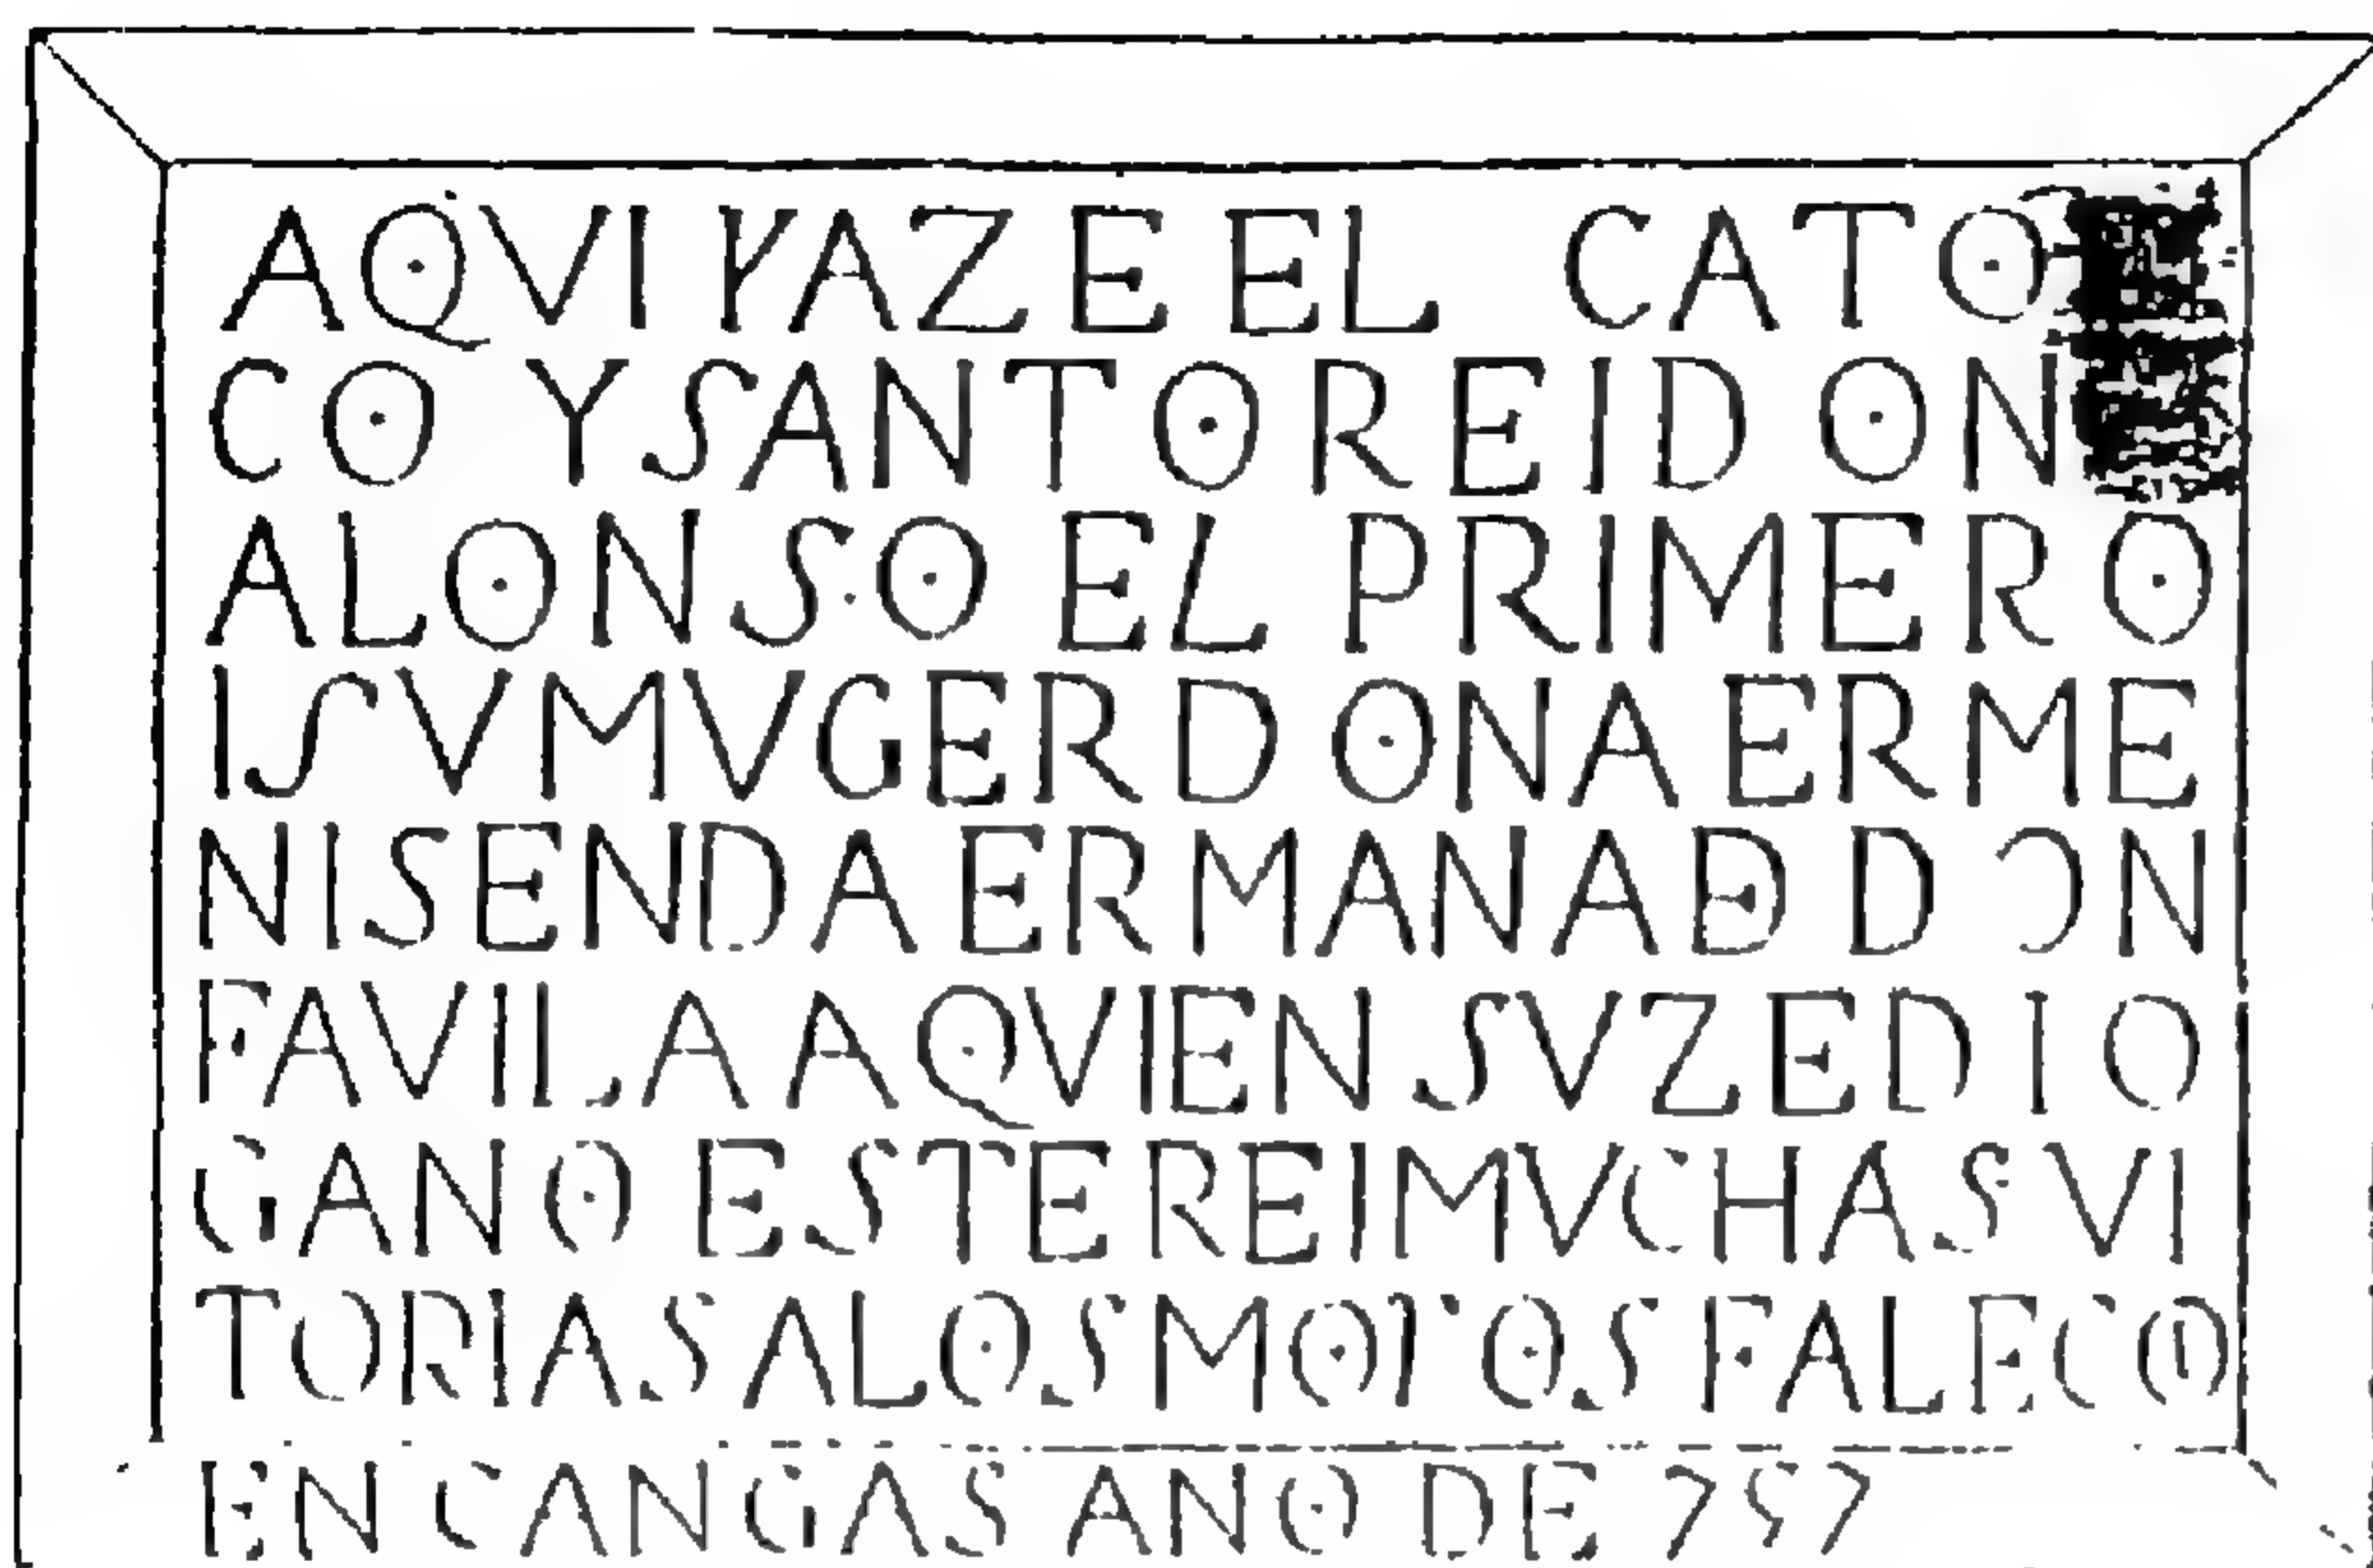 AQVI YAZE EL CATO
CO Y SANTO REI DON
ALONSO EL PRIMERO
I SV MVGER DONA ERME
NISENDA ERMANA D DON
FAVILA A QVIEN SVZEDIO
GANO ESTE REI MVCHAS VI
TORIAS A LOS MOROS FALECO
EN CANGAS ANO DE 757